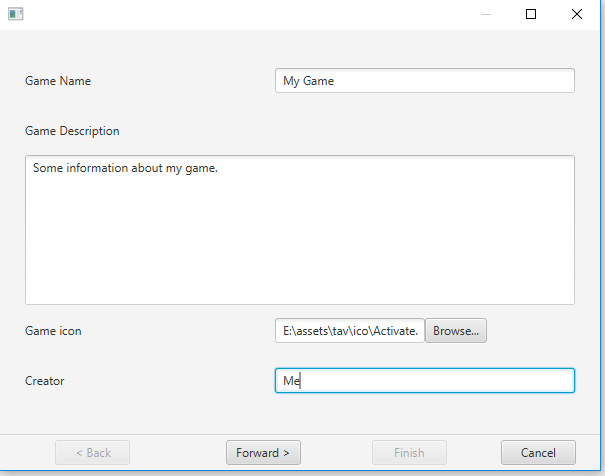 Game Name
My Game
Game Description
Some information about my game.
Game icon
E:\assets\tav\ico\Activate.
Browse...
Creator
Me
< Back
Forward >
Finish
Cancel